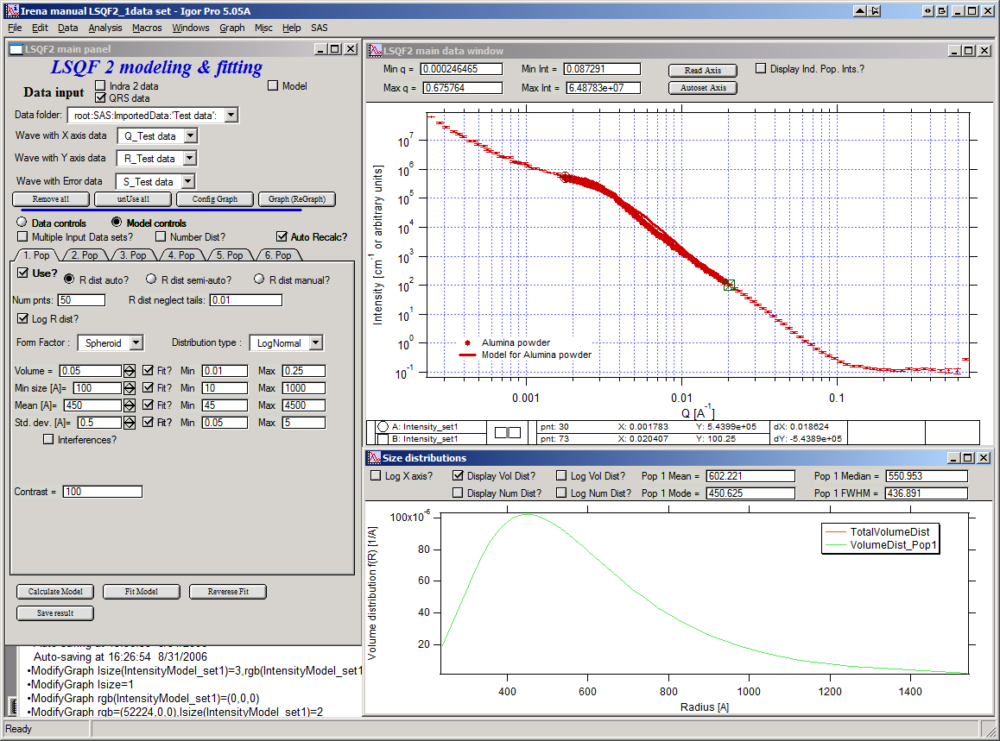 Irena manual LSQF2_1data set - Igor Pro 5.05A
File Edit Data Analysis Macros Windows Graph Misc Help SAS
LSQF2 main panel
LSQF 2 modeling & fitting
Data input
Indra 2 data
QRS data
Model
Data folder: root:SAS:ImportedData:'Test data':
Wave with X axis data Q_Test data
Wave with Y axis data R_Test data
Wave with Error data S_Test data
Remove all unUse all Config Graph Graph (ReGraph)
Data controls Model controls
Multiple Input Data sets? Number Dist? Auto Recalc?
1. Pop 2. Pop 3. Pop 4. Pop 5. Pop 6. Pop
Use? R dist auto? R dist semi-auto? R dist manual?
Num pnts: 50 R dist neglect tails: 0.01
Log R dist?
Form Factor : Spheroid Distribution type : LogNormal
Volume = 0.05 Fit? Min 0.01 Max 0.25
Min size [A]= 100 Fit? Min 10 Max 1000
Mean [A]= 450 Fit? Min 45 Max 4500
Std. dev. [A]= 0.5 Fit? Min 0.05 Max 5
Interferences?
Contrast = 100
Calculate Model Fit Model Reverese Fit
Save result
Auto-saving at 16:26:54 8/31/2006
•ModifyGraph lsize(IntensityModel_set1)=3,rgb(IntensityModel_set1
•ModifyGraph lsize=1
•ModifyGraph rgb(IntensityModel_set1)=(0,0,0)
•ModifyGraph rgb=(52224,0,0),lsize(IntensityModel_set1)=2
Ready
LSQF2 main data window
Min q = 0.000246465 Min Int = 0.087291 Read Axis Display Ind. Pop. Ints.?
Max q = 0.675764 Max Int = 6.48783e+07 Autoset Axis
Intensity [cm-1 or arbitrary units]
10^7
10^6
10^5
10^4
10^3
10^2
10^1
10^0
10^-1
Alumina powder
Model for Alumina powder
0.001 0.01 0.1
Q [A-1]
A: Intensity_set1 pnt: 30 X: 0.001783 Y: 5.4399e+05 dX: 0.018624
B: Intensity_set1 pnt: 73 X: 0.020407 Y: 100.25 dY: -5.4389e+05
Size distributions
Log X axis? Display Vol Dist? Log Vol Dist? Pop 1 Mean = 602.221 Pop 1 Median = 550.953
Display Num Dist? Log Num Dist? Pop 1 Mode = 450.625 Pop 1 FWHM = 436.891
Volume distribution f(R) [1/A]
100x10^-6
80
60
40
20
TotalVolumeDist
VolumeDist_Pop1
400 600 800 1000 1200 1400
Radius [A]